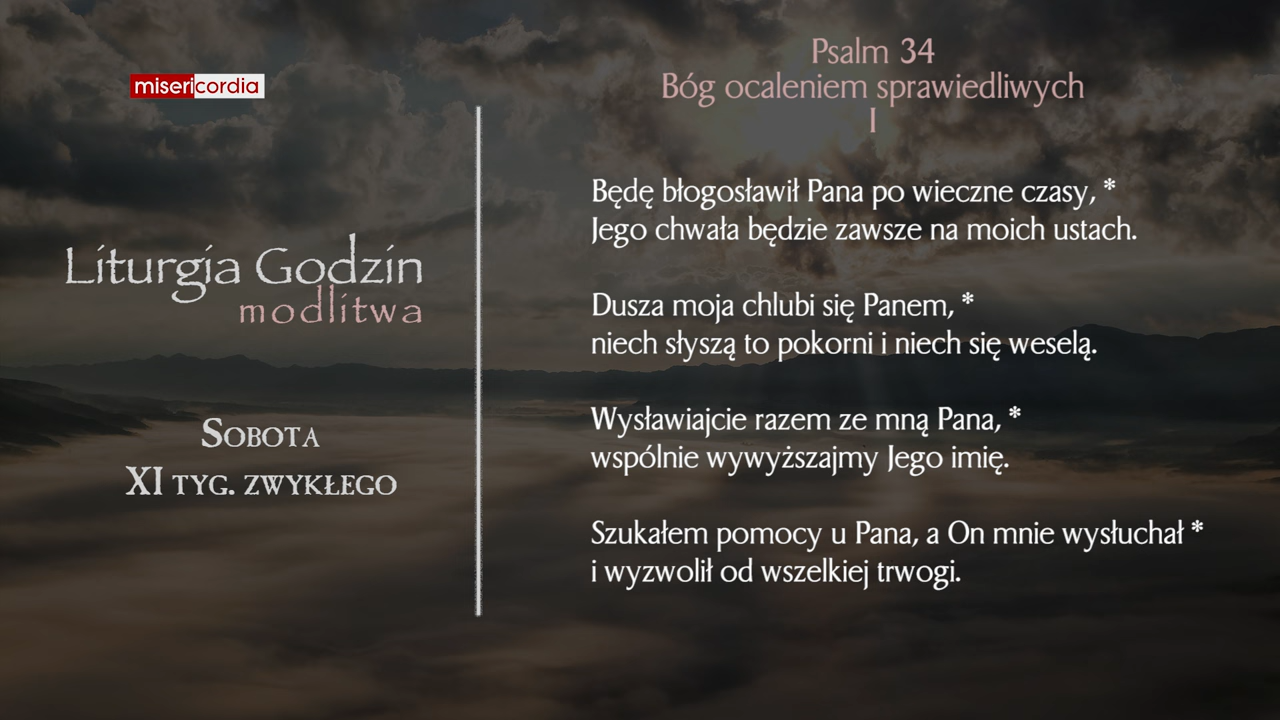 misericordia
Liturgia Godzin
modlitwa
Sobota
XI tyg. zwykłego
Psalm 34
Bóg ocaleniem sprawiedliwych
I
Będę błogosławił Pana po wieczne czasy, *
Jego chwała będzie zawsze na moich ustach.
Dusza moja chlubi się Panem, *
niech słyszą to pokorni i niech się weselą.
Wysławiajcie razem ze mną Pana, *
wspólnie wywyższajmy Jego imię.
Szukałem pomocy u Pana, a On mnie wysłuchał *
i wyzwolił od wszelkiej trwogi.